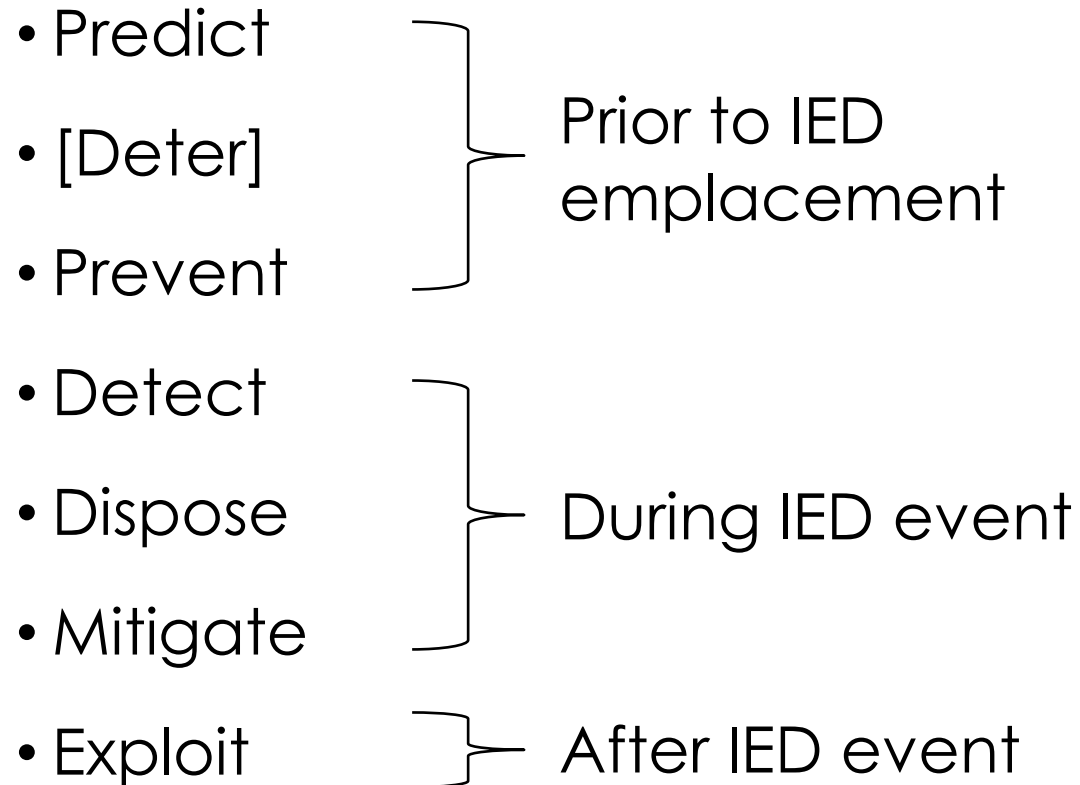 • Predict
• [Deter]
• Prevent
Prior to IED
emplacement
• Detect
• Dispose
• Mitigate
During IED event
• Exploit
After IED event